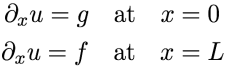 ∂ₓu = g at x = 0
∂ₓu = f at x = L